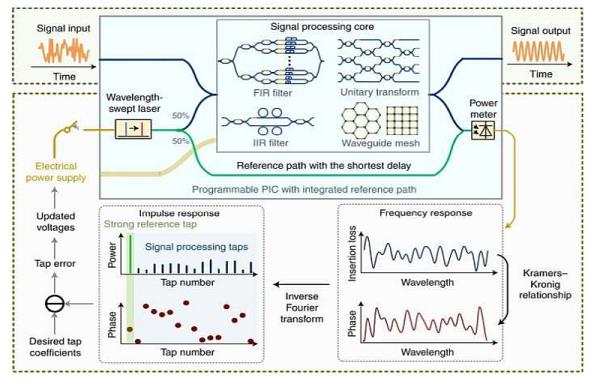 Signal input
Time
Signal processing core
FIR filter
Unitary transform
IIR filter
Waveguide mesh
Signal output
Time
Wavelength-
swept laser
50%
50%
Power
meter
Reference path with the shortest delay
Programmable PIC with integrated reference path
Electrical
power supply
Updated
voltages
Tap error
Desired tap
coefficients
Impulse response
Strong reference tap
Signal processing taps
Power
Tap number
Phase
Tap number
Inverse
Fourier
transform
Frequency response
Insertion loss
Wavelength
Phase
Wavelength
Kramers–
Kronig
relationship